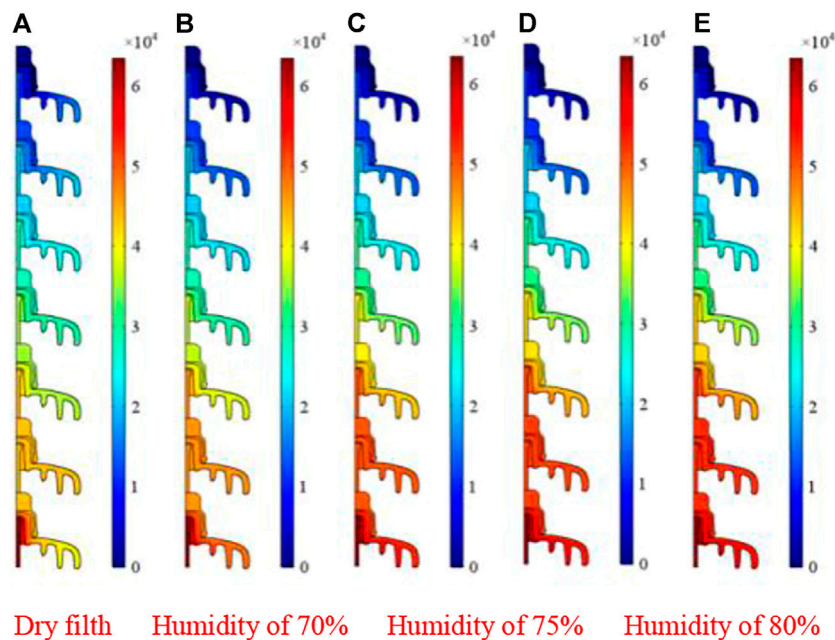 A B C D E
×10⁴ ×10⁴ ×10⁴ ×10⁴ ×10⁴
6 6 6 6 6
5 5 5 5 5
4 4 4 4 4
3 3 3 3 3
2 2 2 2 2
1 1 1 1 1
0 0 0 0 0
Dry filth Humidity of 70% Humidity of 75% Humidity of 80%